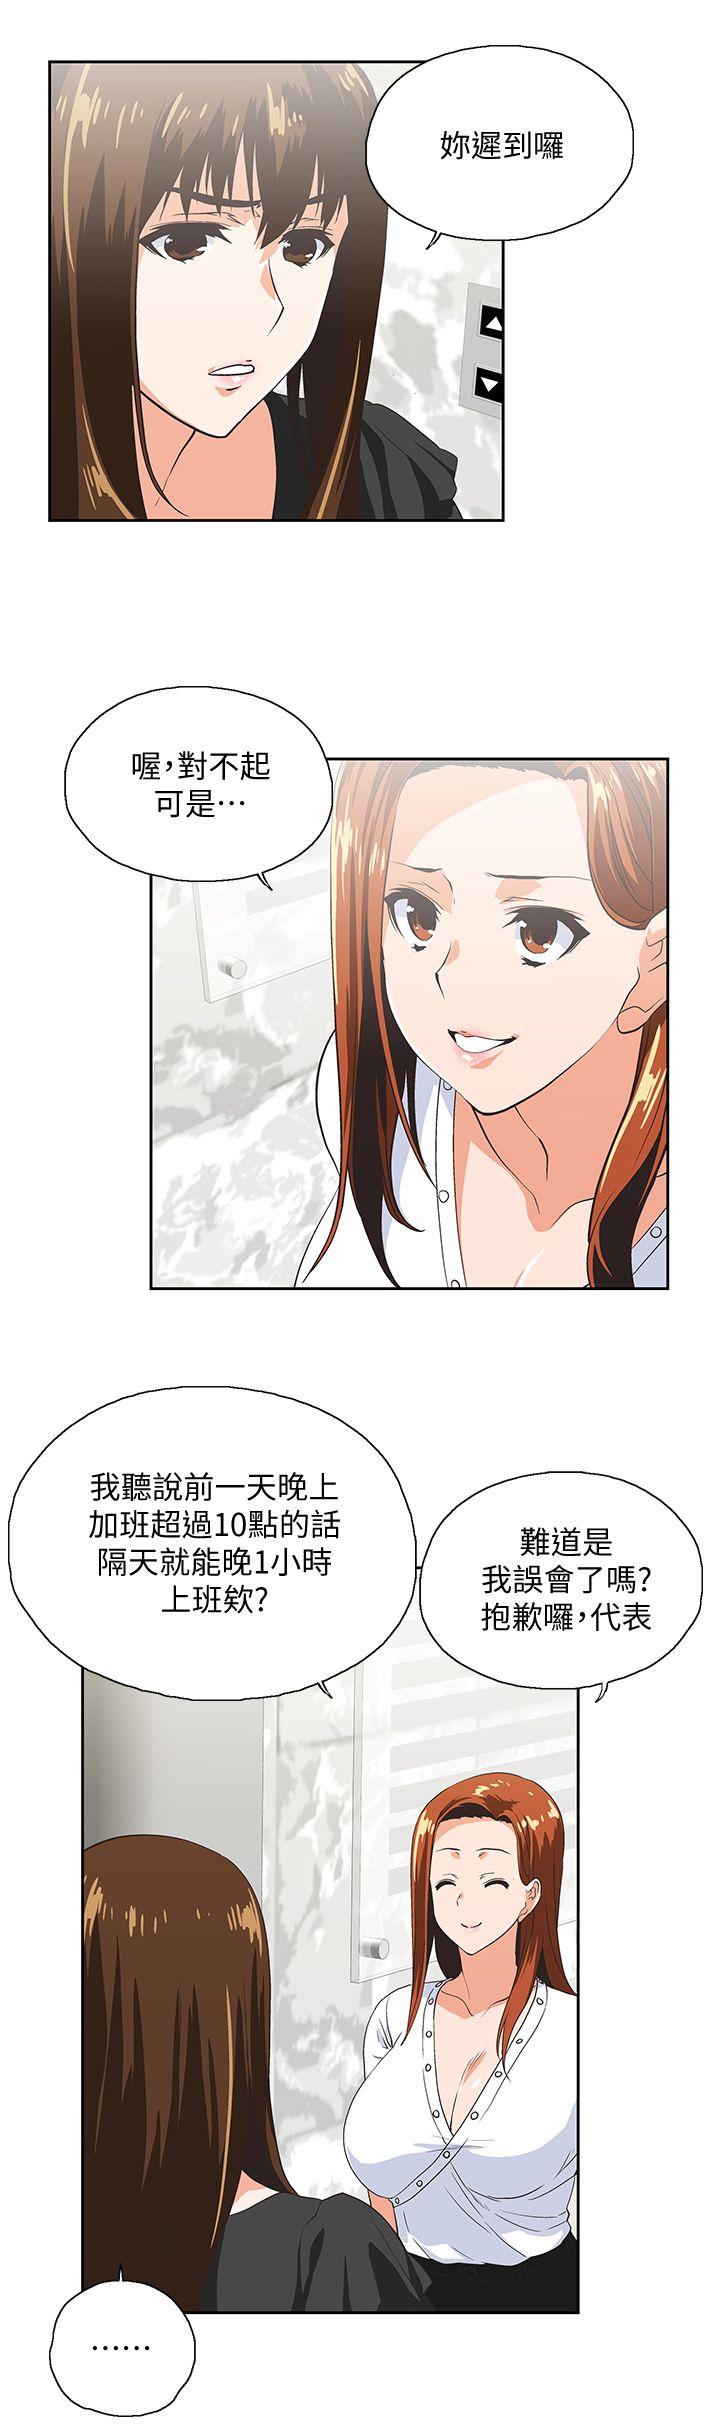 妳遲到囉
喔,對不起
可是…
我聽說前一天晚上
加班超過10點的話
隔天就能晚1小時
上班欸?
難道是
我誤會了嗎?
抱歉囉,代表
……